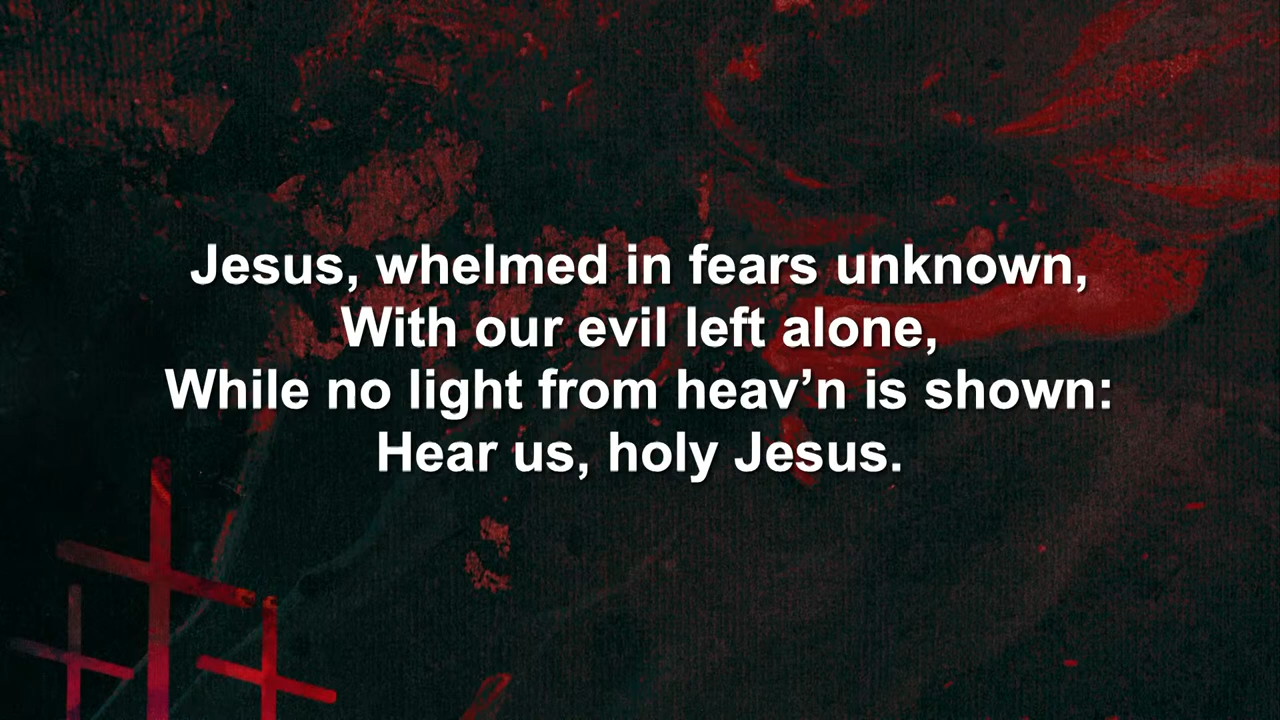 Jesus, whelmed in fears unknown,
With our evil left alone,
While no light from heav’n is shown:
Hear us, holy Jesus.